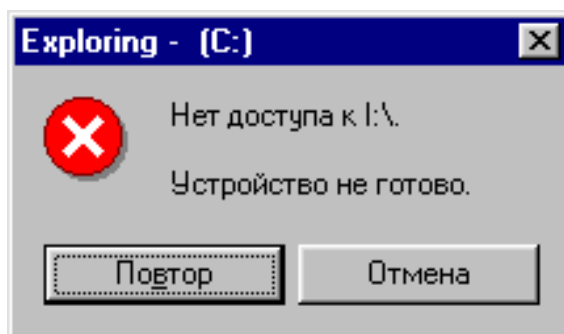 Exploring - (C:)
Нет доступа к I:\.
Устройство не готово.
Повтор
Отмена